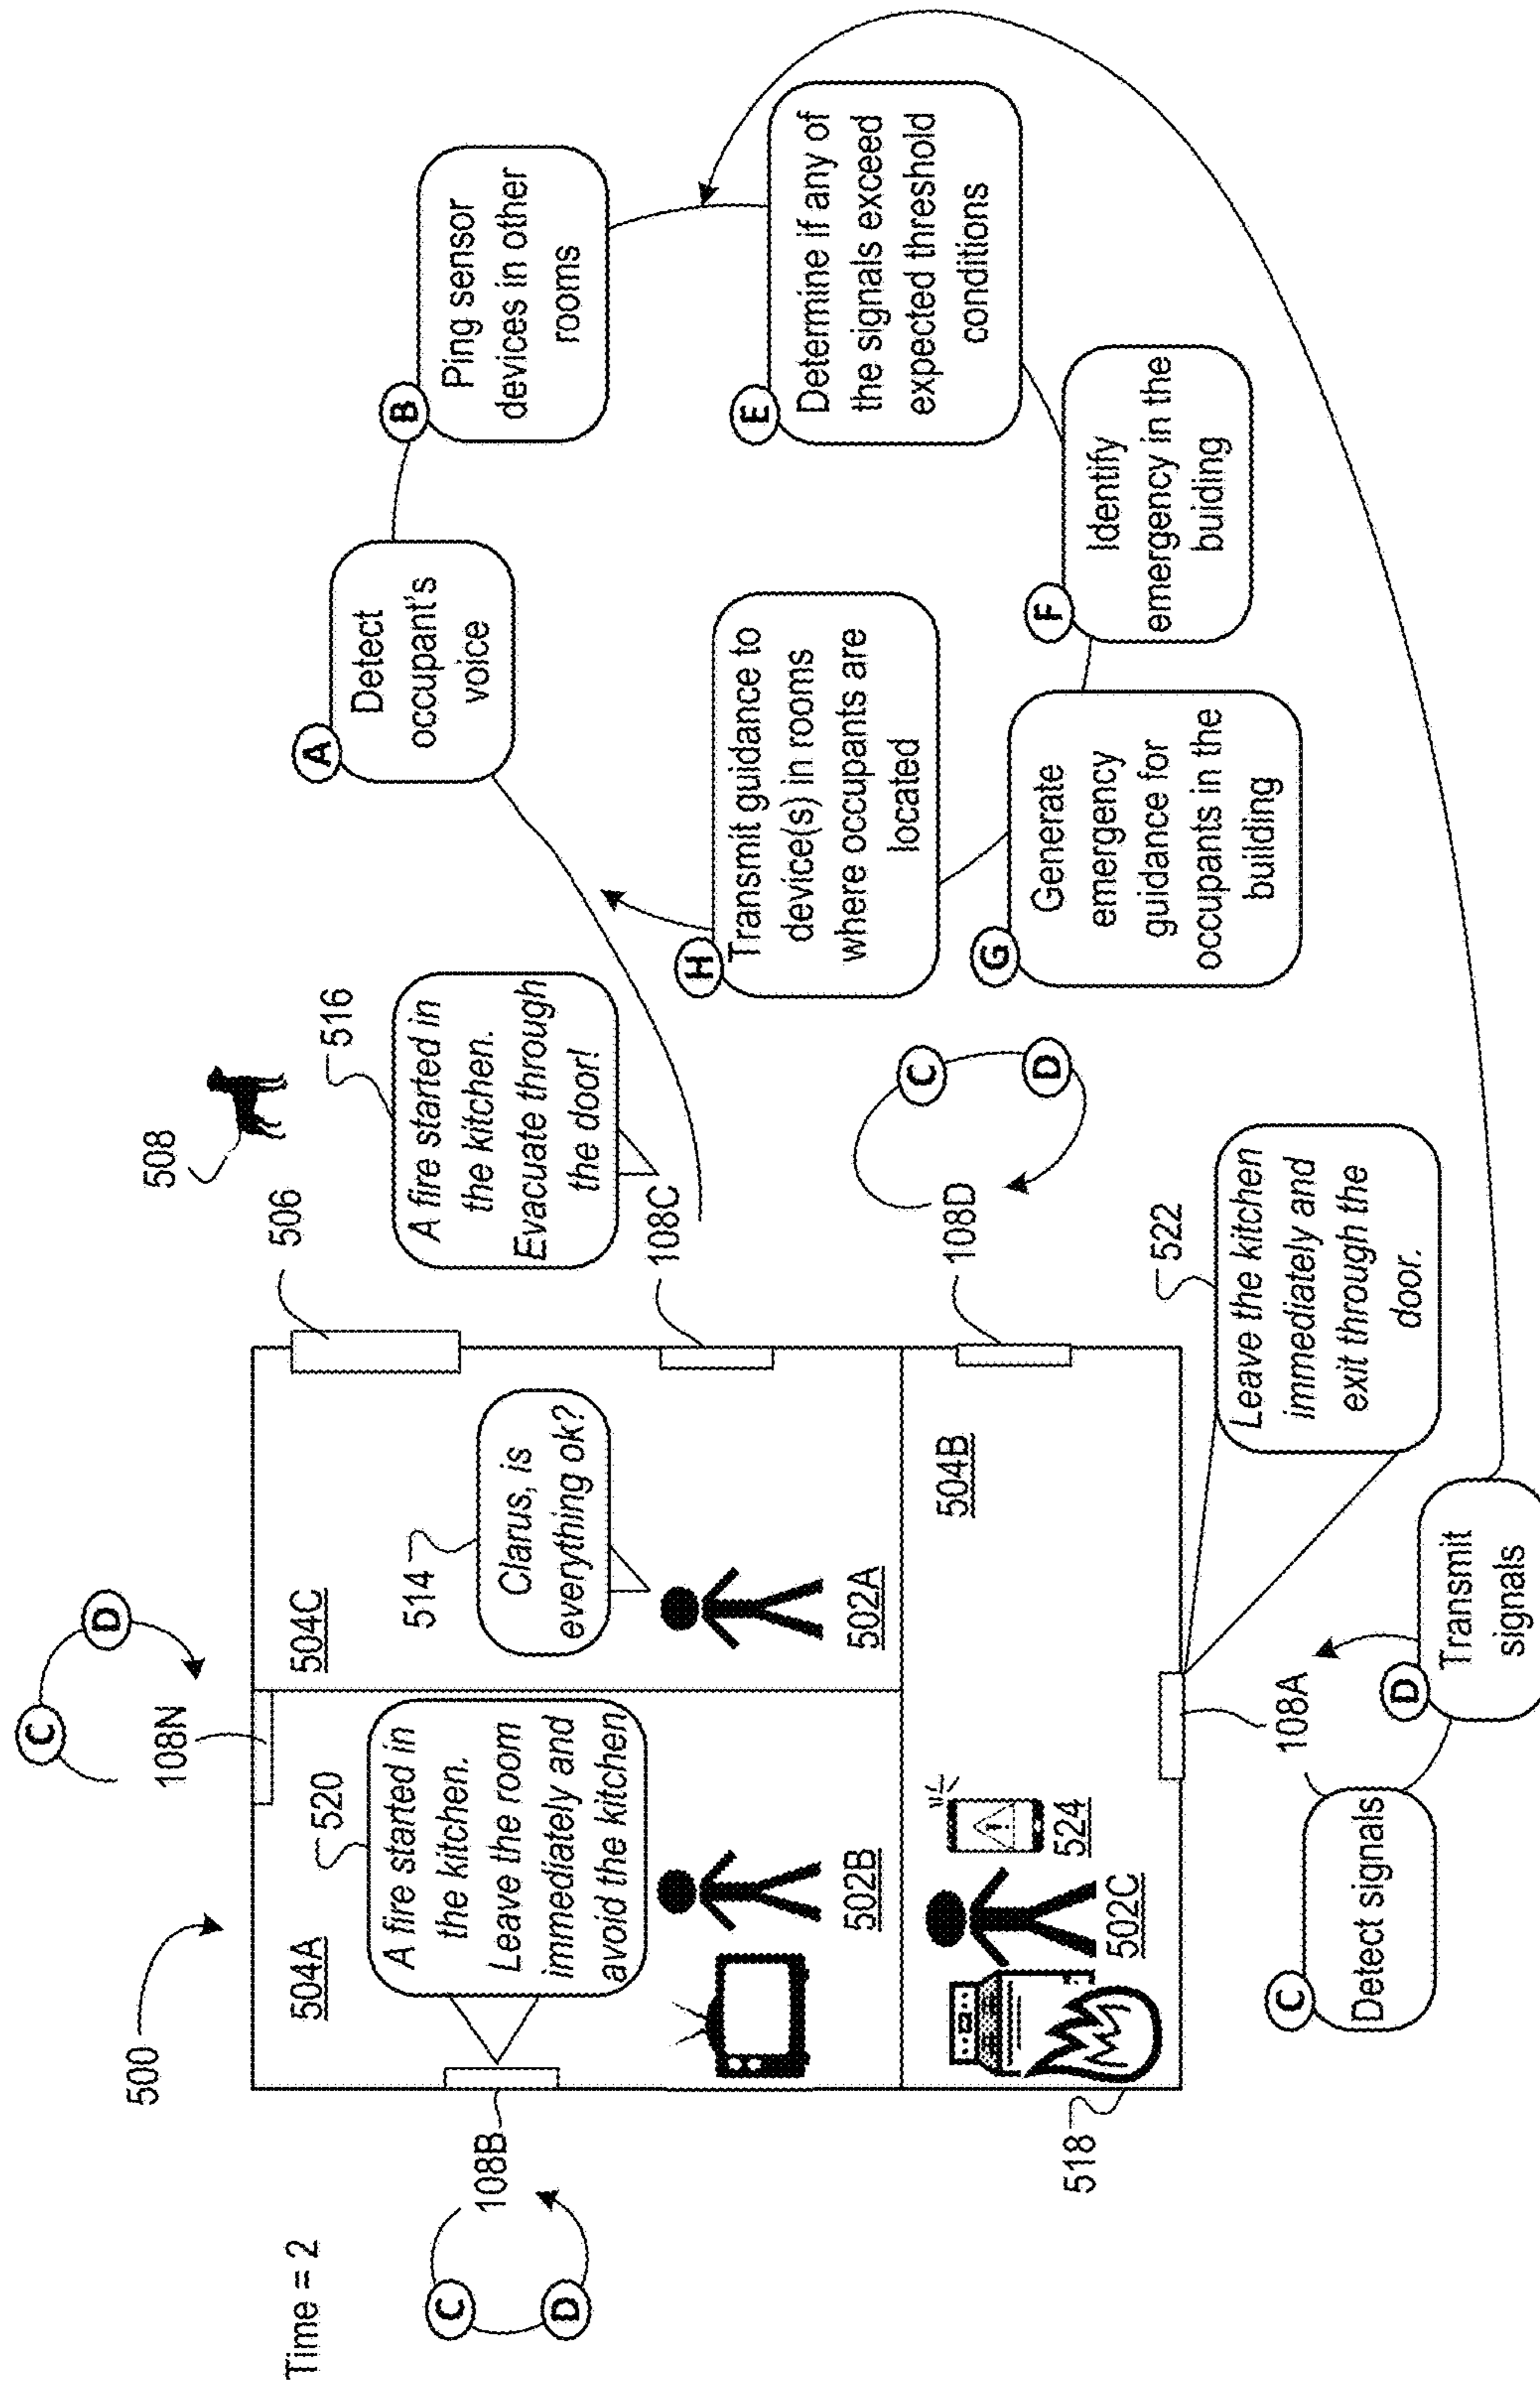 Time = 2
500
C
D
108N
508
506
504A
504C
520
A fire started in
the kitchen.
Leave the room
immediately and
avoid the kitchen
514
Clarus, is
everything ok?
516
A fire started in
the kitchen.
Evacuate through
the door!
C
D
108B
502B
502A
108C
A
Detect
occupant's
voice
B
Ping sensor
devices in other
rooms
E
Determine if any of
the signals exceed
expected threshold
conditions
F
Identify
emergency in the
buiding
G
Generate
emergency
guidance for
occupants in the
building
H
Transmit guidance to
device(s) in rooms
where occupants are
located
518
502C
524
504B
108D
C
D
522
Leave the kitchen
immediately and
exit through the
door.
108A
C
Detect signals
D
Transmit
signals